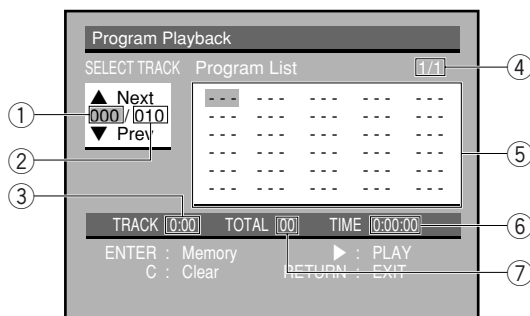 Program Playback
SELECT TRACK Program List 1/1
▲ Next
000 / 010
▼ Prev
--- --- --- --- ---
--- --- --- --- ---
--- --- --- --- ---
--- --- --- --- ---
--- --- --- --- ---
--- --- --- --- ---
TRACK 0:00 TOTAL 00 TIME 0:00:00
ENTER : Memory ▶ : PLAY
C : Clear RETURN : EXIT
①
②
③
④
⑤
⑥
⑦